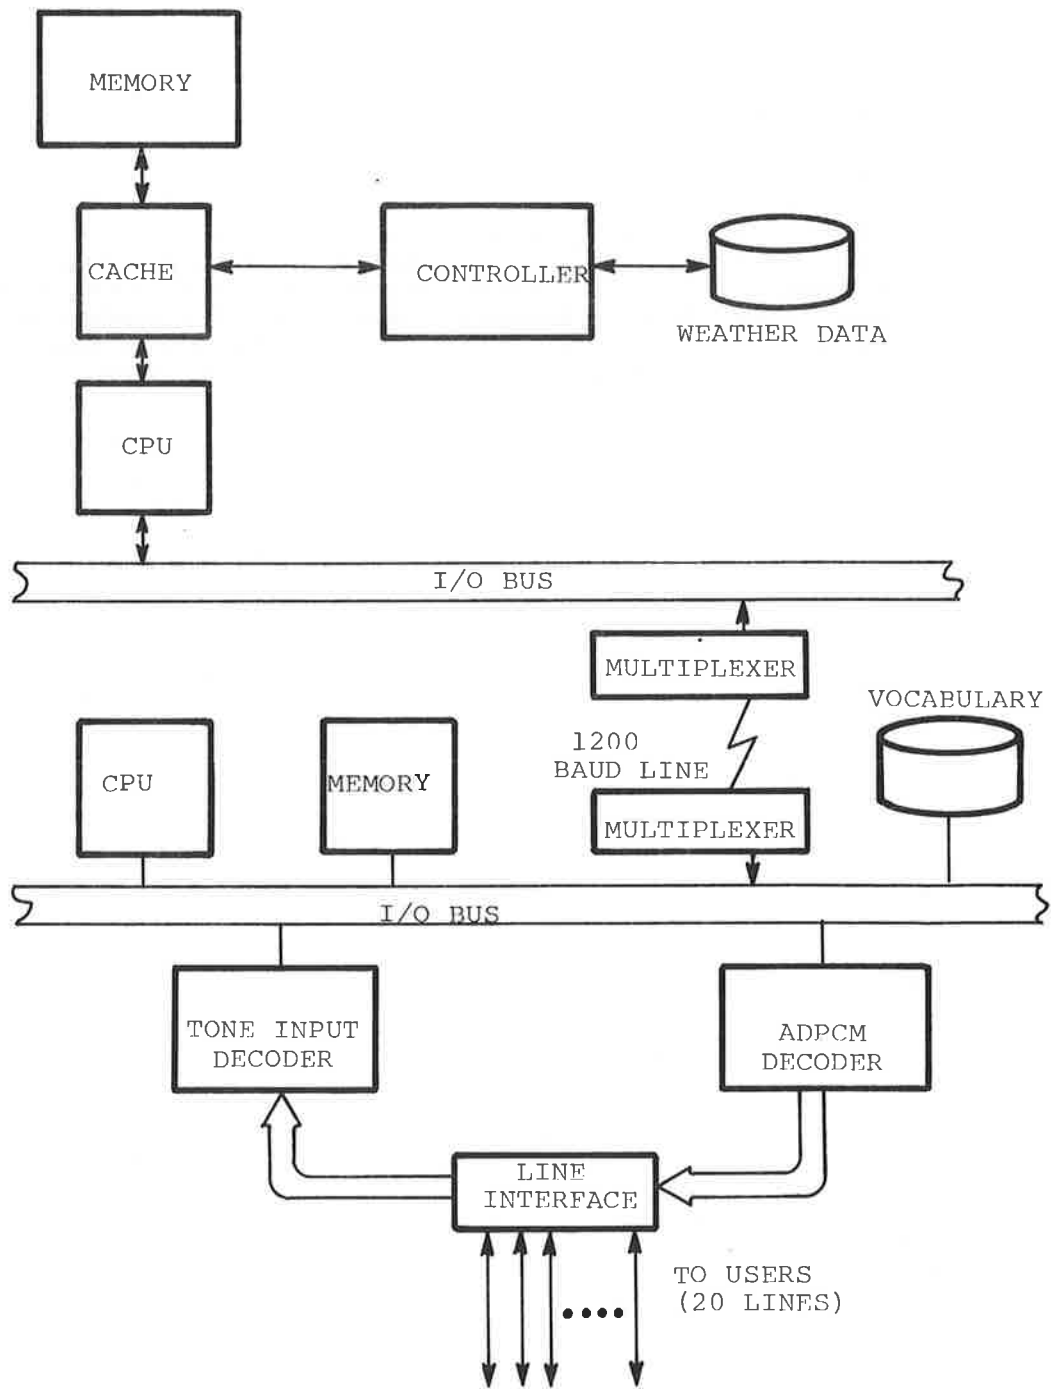 MEMORY
CACHE
CONTROLLER
WEATHER DATA
CPU
I/O BUS
MULTIPLEXER
VOCABULARY
1200
BAUD LINE
CPU
MEMORY
MULTIPLEXER
I/O BUS
TONE INPUT
DECODER
ADPCM
DECODER
LINE
INTERFACE
TO USERS
(20 LINES)